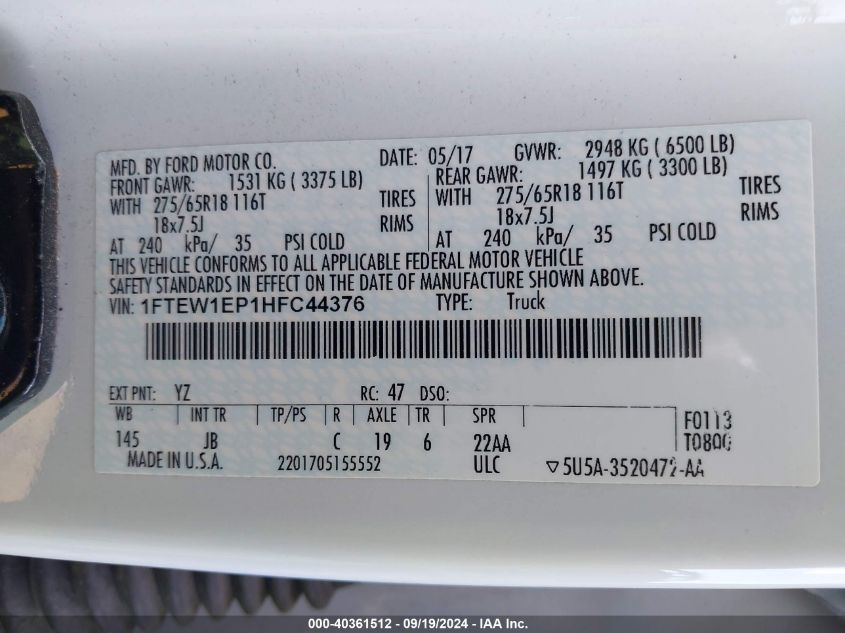 MFD. BY FORD MOTOR CO. DATE: 05/17 GVWR: 2948 KG ( 6500 LB)
FRONT GAWR: 1531 KG ( 3375 LB) REAR GAWR: 1497 KG ( 3300 LB)
WITH 275/65R18 116T TIRES WITH 275/65R18 116T TIRES
18x7.5J RIMS 18x7.5J RIMS
AT 240 kPa/ 35 PSI COLD AT 240 kPa/ 35 PSI COLD
THIS VEHICLE CONFORMS TO ALL APPLICABLE FEDERAL MOTOR VEHICLE
SAFETY STANDARDS IN EFFECT ON THE DATE OF MANUFACTURE SHOWN ABOVE.
VIN: 1FTEW1EP1HFC44376 TYPE: Truck
EXT PNT: YZ RC: 47 DSO:
WB INT TR TP/PS R AXLE TR SPR F0113
145 JB C 19 6 22AA T0800
MADE IN U.S.A. 2201705155552 ULC ▽5U5A-3520472-AA
000-40361512 - 09/19/2024 - IAA Inc.